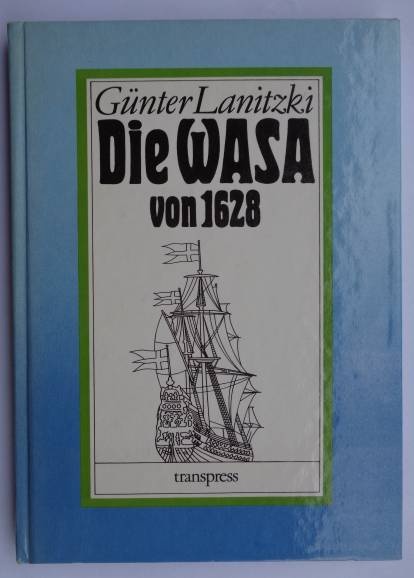 Günter Lanitzki
Die WASA
von 1628
transpress